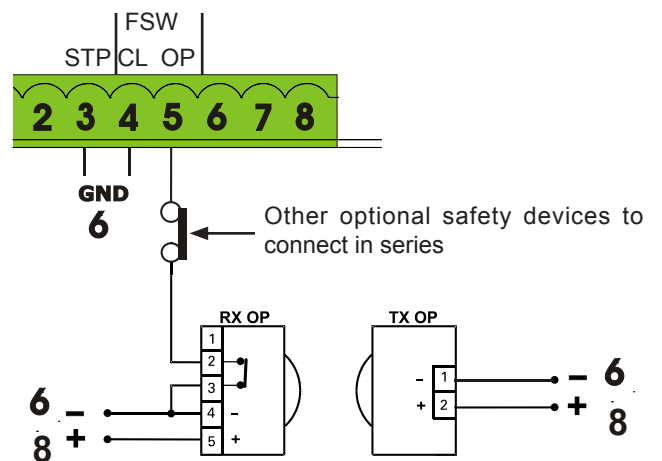 FSW
STP CL OP
2 3 4 5 6 7 8
GND
6
Other optional safety devices to
connect in series
RX OP
TX OP
1
2
3
4 -
5 +
6 -
8 +
- 1
+ 2
- 6
+ 8